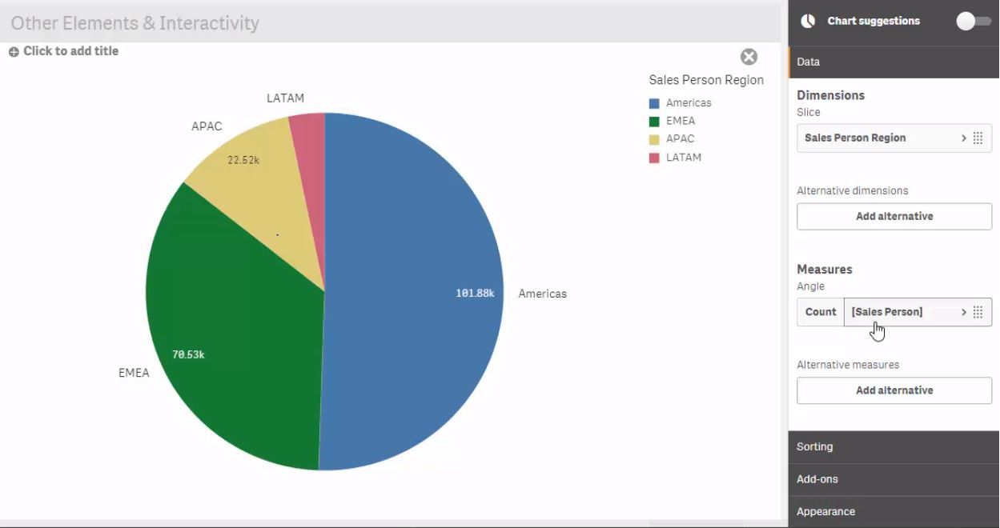 Other Elements & Interactivity
Click to add title
LATAM
APAC
22.52k
101.88k
Americas
70.53k
EMEA
Sales Person Region
Americas
EMEA
APAC
LATAM
Chart suggestions
Data
Dimensions
Slice
Sales Person Region
Alternative dimensions
Add alternative
Measures
Angle
Count [Sales Person]
Alternative measures
Add alternative
Sorting
Add-ons
Appearance